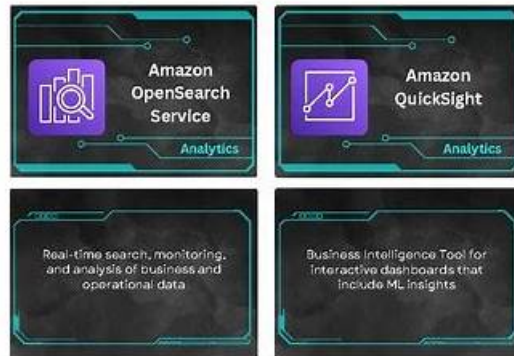 Amazon
OpenSearch
Service
Analytics
Amazon
QuickSight
Analytics
Real-time search, monitoring,
and analysis of business and
operational data
Business Intelligence Tool for
interactive dashboards that
include ML insights